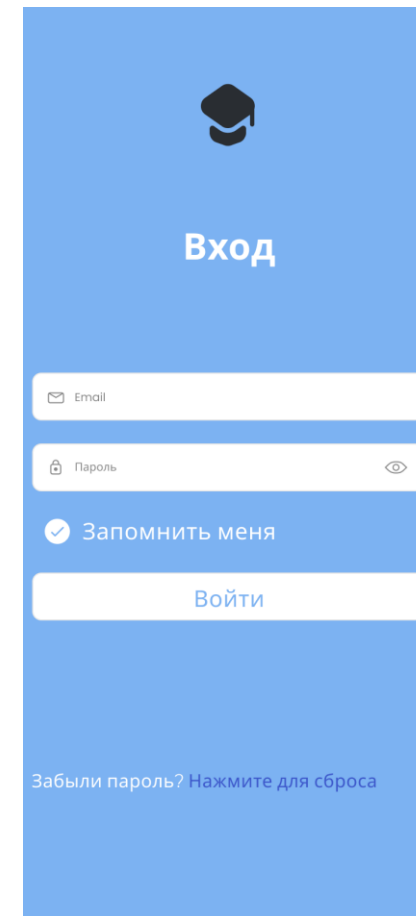 Вход
Email
Пароль
Запомнить меня
Войти
Забыли пароль? Нажмите для сброса